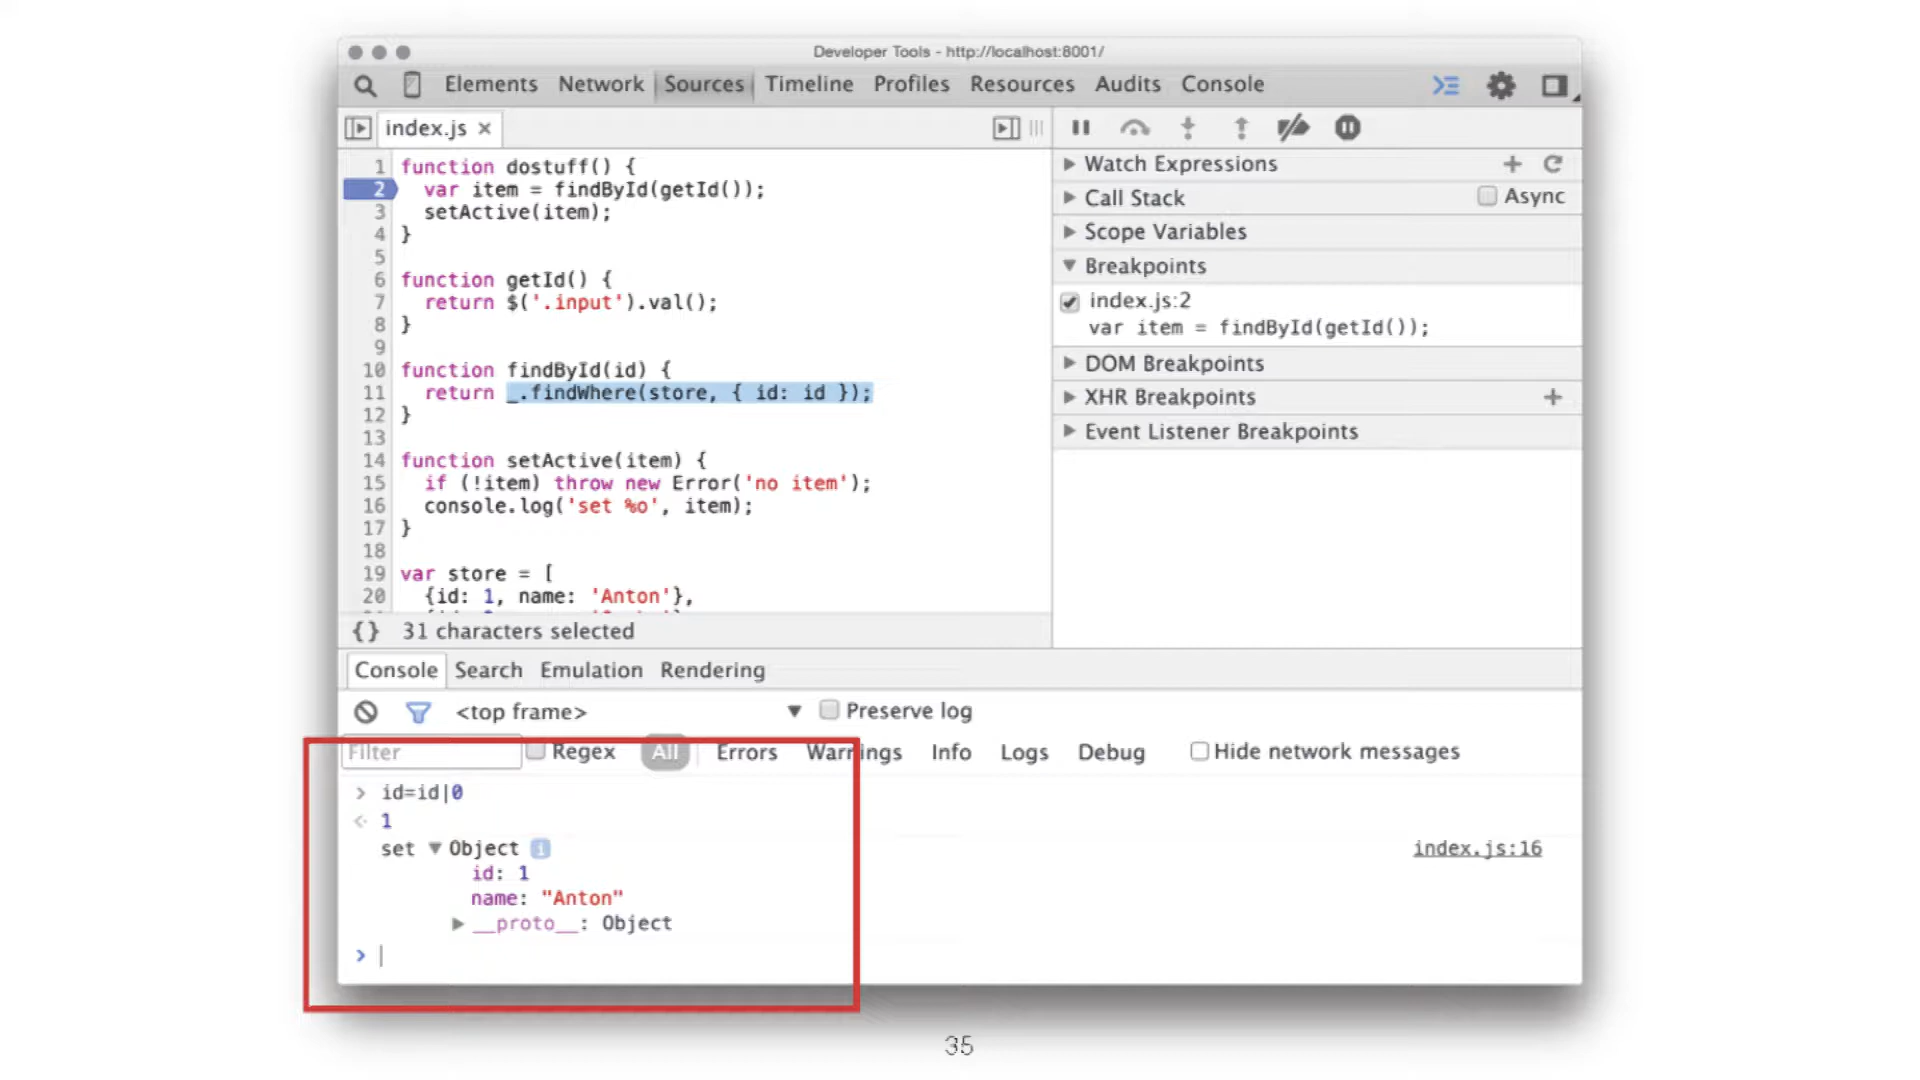 Developer Tools - http://localhost:8001/
Elements Network Sources Timeline Profiles Resources Audits Console
index.js ×
1 function dostuff() {
2 var item = findById(getId());
3 setActive(item);
4 }
5
6 function getId() {
7 return $('.input').val();
8 }
9
10 function findById(id) {
11 return _.findWhere(store, { id: id });
12 }
13
14 function setActive(item) {
15 if (!item) throw new Error('no item');
16 console.log('set %o', item);
17 }
18
19 var store = [
20 {id: 1, name: 'Anton'},
{} 31 characters selected
Watch Expressions
Call Stack Async
Scope Variables
Breakpoints
index.js:2
var item = findById(getId());
DOM Breakpoints
XHR Breakpoints
Event Listener Breakpoints
Console Search Emulation Rendering
<top frame> Preserve log
Filter Regex All Errors Warnings Info Logs Debug Hide network messages
> id=id|0
1
set Object i index.js:16
id: 1
name: "Anton"
__proto__: Object
>
35